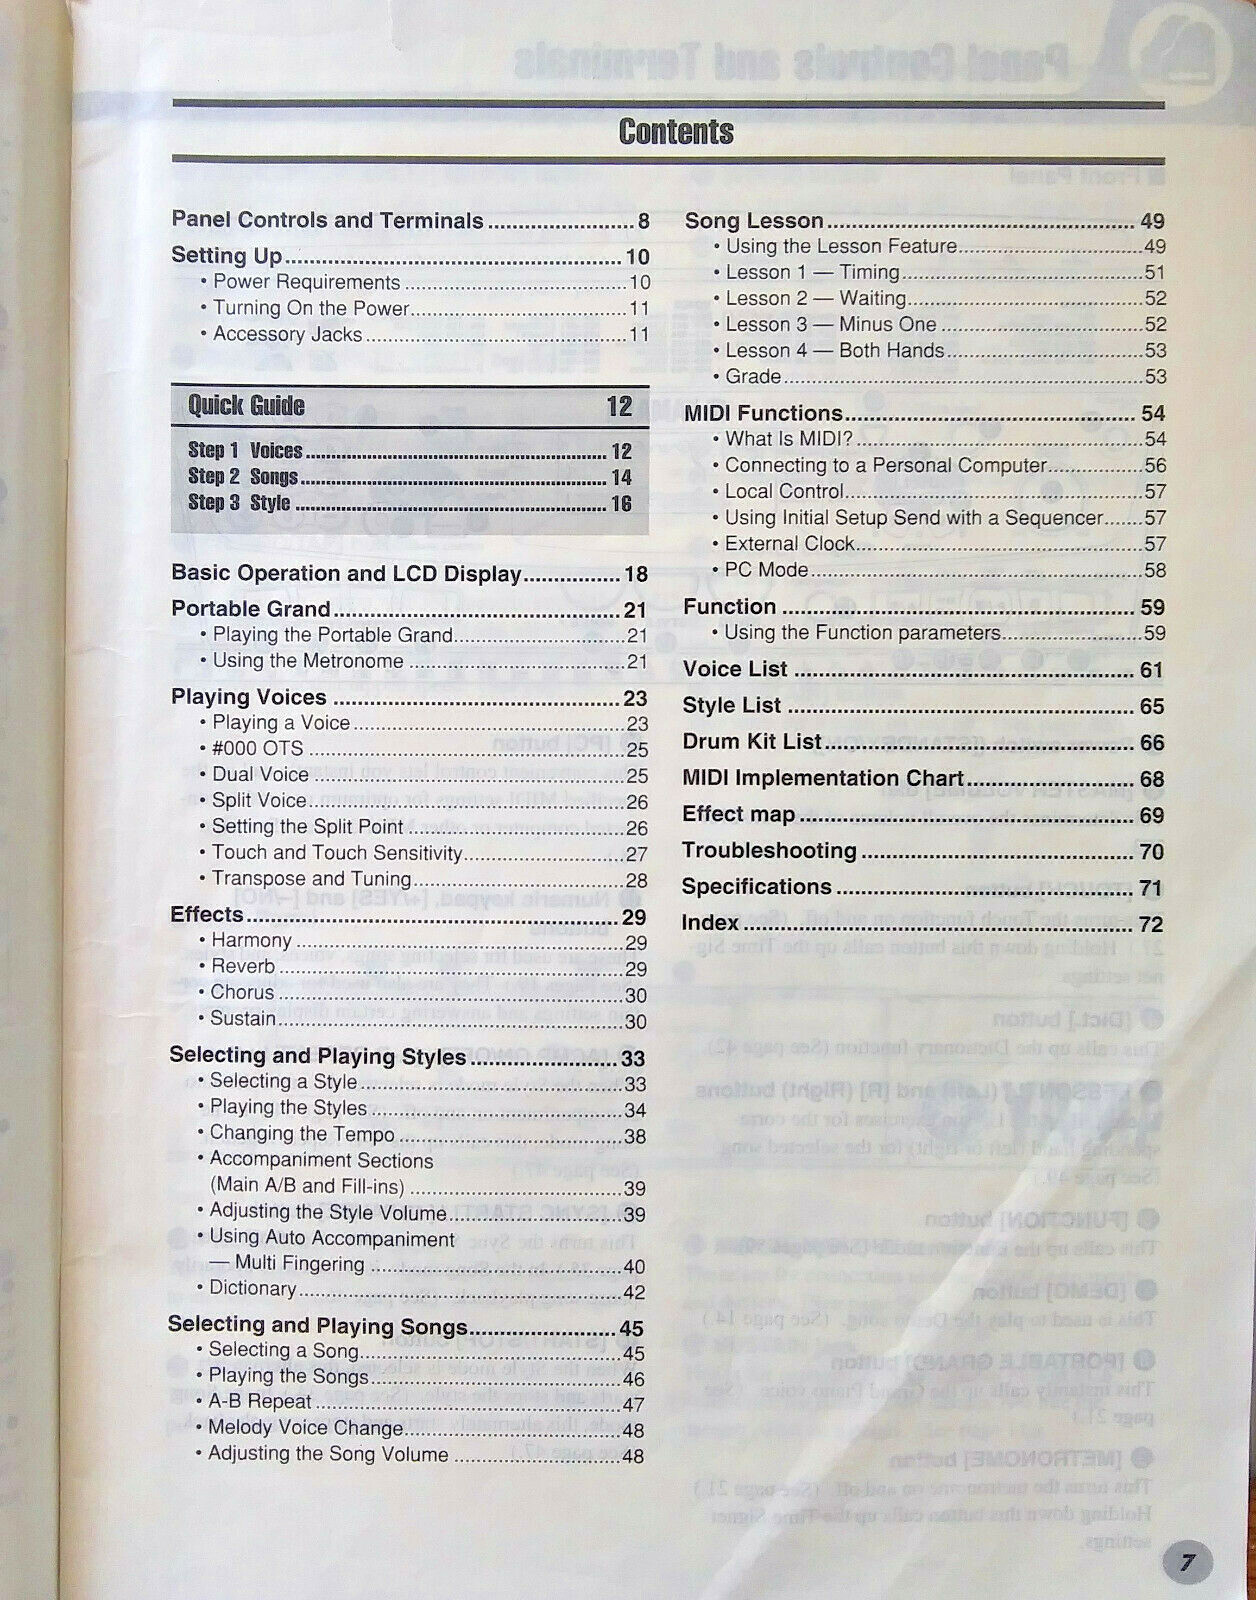 Contents
Panel Controls and Terminals ........................ 8
Setting Up..................................................... 10
• Power Requirements ......................................10
• Turning On the Power.....................................11
• Accessory Jacks.............................................11
Quick Guide 12
Step 1 Voices............................................................... 12
Step 2 Songs................................................................ 14
Step 3 Style ................................................................. 16
Basic Operation and LCD Display................ 18
Portable Grand.............................................. 21
• Playing the Portable Grand.............................21
• Using the Metronome .....................................21
Playing Voices .............................................. 23
• Playing a Voice...............................................23
• #000 OTS ......................................................25
• Dual Voice .....................................................25
• Split Voice......................................................26
• Setting the Split Point .....................................26
• Touch and Touch Sensitivity...........................27
• Transpose and Tuning....................................28
Effects............................................................ 29
• Harmony ........................................................29
• Reverb ...........................................................29
• Chorus ...........................................................30
• Sustain...........................................................30
Selecting and Playing Styles........................ 33
• Selecting a Style.............................................33
• Playing the Styles ..........................................34
• Changing the Tempo ......................................38
• Accompaniment Sections
(Main A/B and Fill-ins) ....................................39
• Adjusting the Style Volume.............................39
• Using Auto Accompaniment
— Multi Fingering ...........................................40
• Dictionary.......................................................42
Selecting and Playing Songs........................ 45
• Selecting a Song............................................45
• Playing the Songs..........................................46
• A-B Repeat ....................................................47
• Melody Voice Change.....................................48
• Adjusting the Song Volume ............................48
Song Lesson................................................ 49
• Using the Lesson Feature...............................49
• Lesson 1 — Timing.........................................51
• Lesson 2 — Waiting........................................52
• Lesson 3 — Minus One ..................................52
• Lesson 4 — Both Hands.................................53
• Grade.............................................................53
MIDI Functions............................................. 54
• What Is MIDI?.................................................54
• Connecting to a Personal Computer................56
• Local Control..................................................57
• Using Initial Setup Send with a Sequencer.......57
• External Clock................................................57
• PC Mode........................................................58
Function ...................................................... 59
• Using the Function parameters........................59
Voice List ..................................................... 61
Style List ...................................................... 65
Drum Kit List................................................ 66
MIDI Implementation Chart.......................... 68
Effect map .................................................... 69
Troubleshooting .......................................... 70
Specifications .............................................. 71
Index ............................................................ 72
7